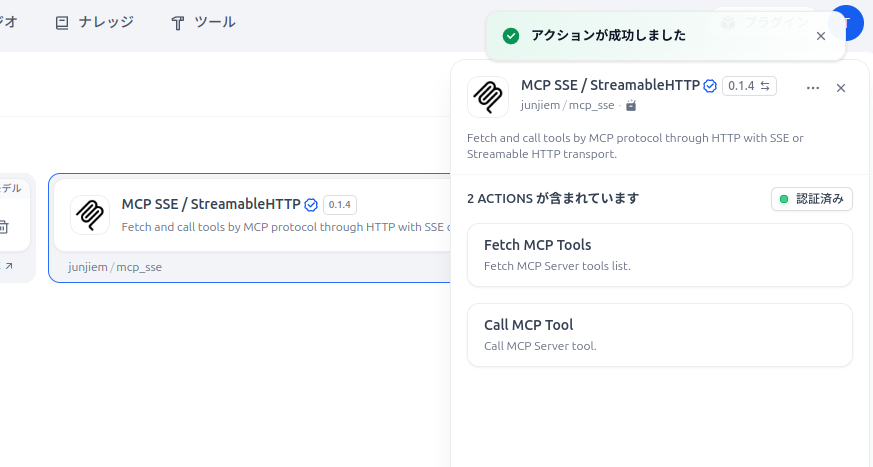 ジオ
ナレッジ
ツール
プラグイン
アクションが成功しました
MCP SSE / StreamableHTTP
0.1.4
junjiem / mcp_sse
Fetch and call tools by MCP protocol through HTTP with SSE or
Streamable HTTP transport.
2 ACTIONS が含まれています
認証済み
Fetch MCP Tools
Fetch MCP Server tools list.
Call MCP Tool
Call MCP Server tool.
デル
MCP SSE / StreamableHTTP
0.1.4
Fetch and call tools by MCP protocol through HTTP with SSE
junjiem / mcp_sse